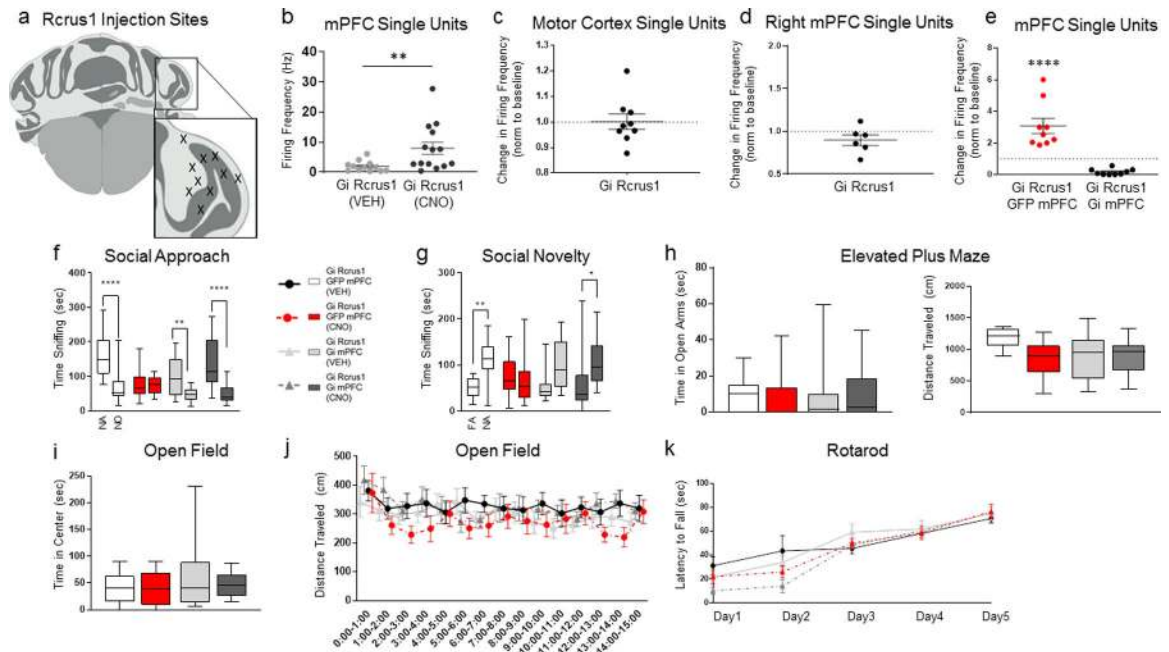 a Rcrus1 Injection Sites
X X X X X X X X X X
b mPFC Single Units
Firing Frequency (Hz)
40
30
20
10
0
**
Gi Rcrus1 (VEH)
Gi Rcrus1 (CNO)
c Motor Cortex Single Units
Change in Firing Frequency
(norm to baseline)
1.3
1.2
1.1
1.0
0.9
0.8
Gi Rcrus1
d Right mPFC Single Units
Change in Firing Frequency
(norm to baseline)
1.9
1.4
1.0
0.5
Gi Rcrus1
e mPFC Single Units
Change in Firing Frequency
(norm to baseline)
8
6
4
2
0
****
Gi Rcrus1 GFP mPFC
Gi Rcrus1 Gi mPFC
f Social Approach
Time Sniffing (sec)
400
300
200
100
0
****
**
****
NA
NO
Gi Rcrus1
GFP mPFC
(VEH)
Gi Rcrus1
GFP mPFC
(CNO)
Gi Rcrus1
Gi mPFC
(VEH)
Gi Rcrus1
Gi mPFC
(CNO)
g Social Novelty
Time Sniffing (sec)
300
200
100
0
**
*
FA
NA
h Elevated Plus Maze
Time in Open Arms (sec)
80
60
40
20
0
Distance Traveled (cm)
2000
1500
1000
500
0
i Open Field
Time in Center (sec)
250
200
150
100
50
0
j Open Field
Distance Traveled (cm)
500
400
300
200
100
0
0:00-1:00
1:00-2:00
2:00-3:00
3:00-4:00
4:00-5:00
5:00-6:00
6:00-7:00
7:00-8:00
8:00-9:00
9:00-10:00
10:00-11:00
11:00-12:00
12:00-13:00
13:00-14:00
14:00-15:00
k Rotarod
Latency to Fall (sec)
100
80
60
40
20
0
Day1
Day2
Day3
Day4
Day5